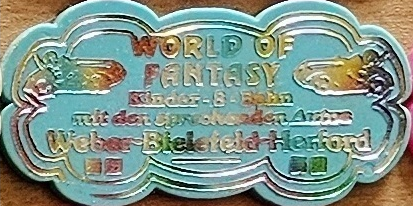 WORLD OF
FANTASY
Kinder-8-Bahn
mit den sprechenden Autos
Weber-Bielefeld-Herford